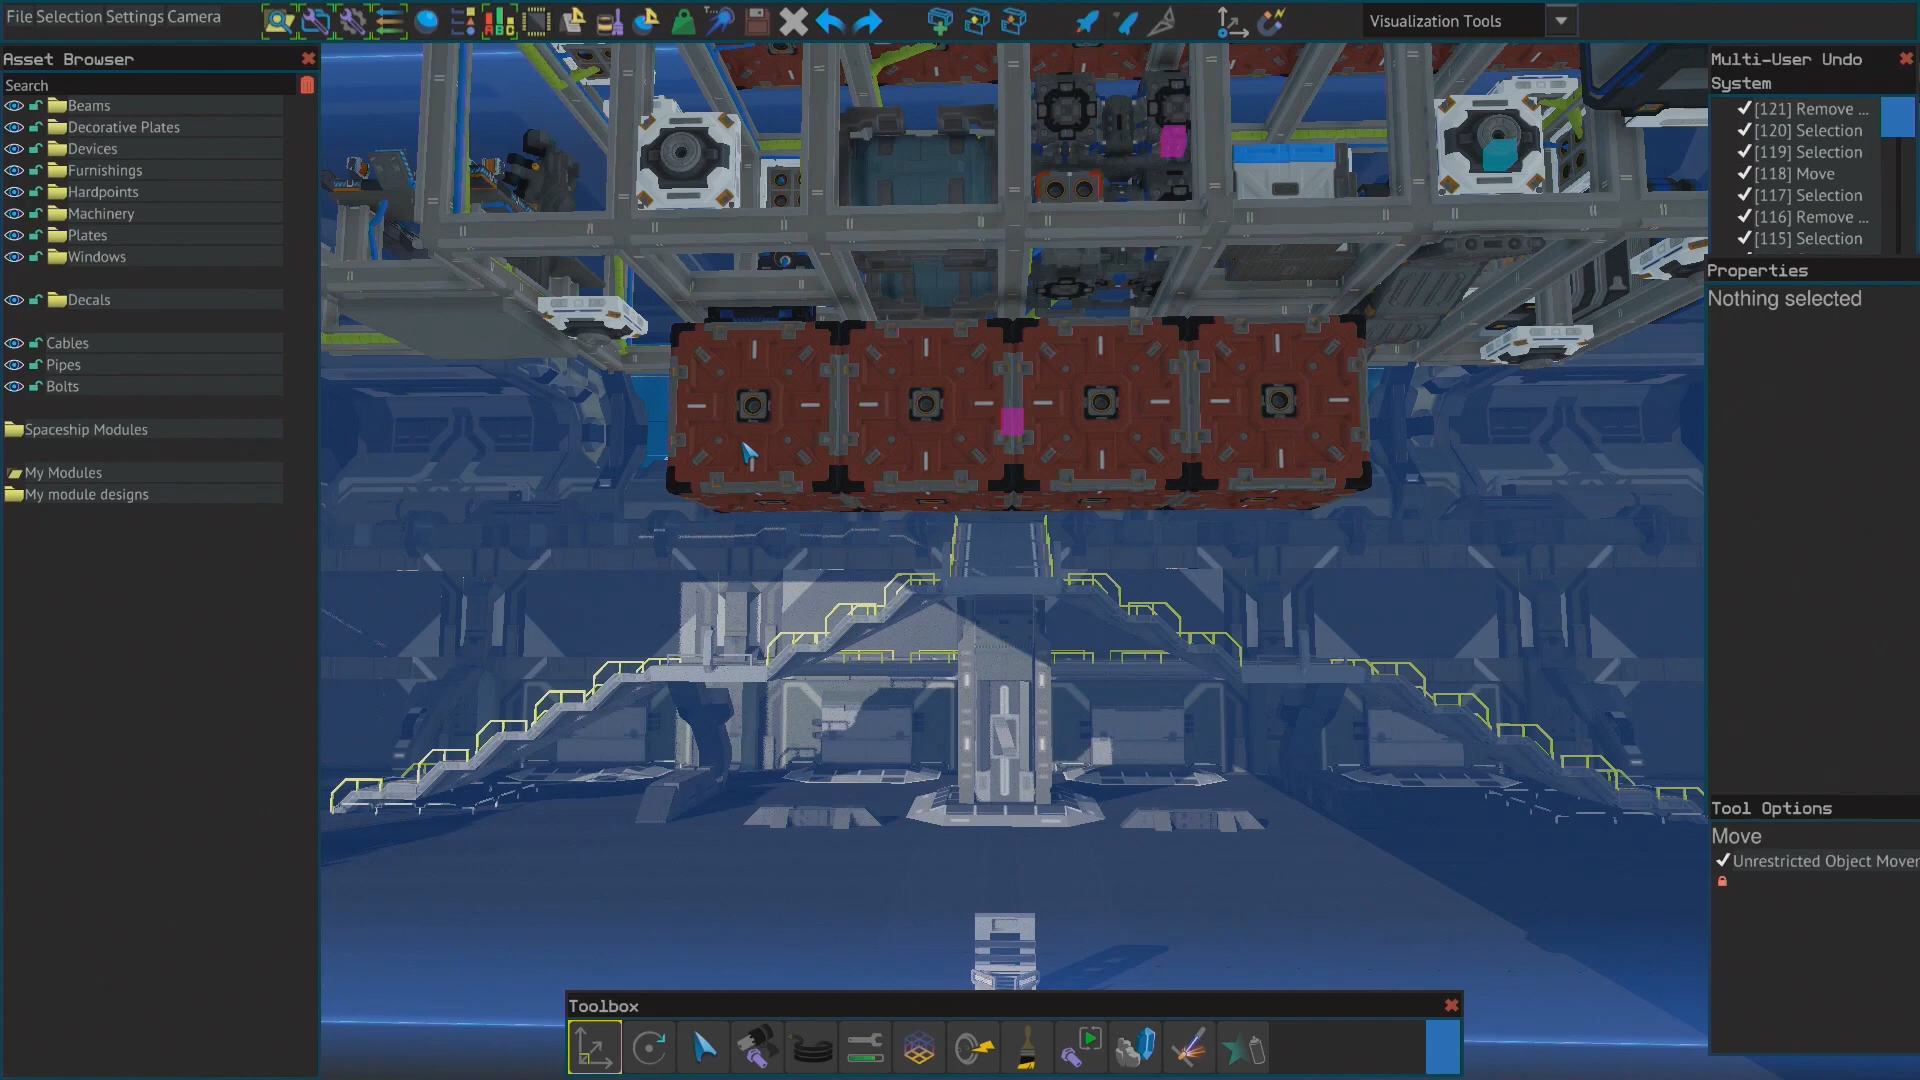 File Selection Settings Camera
Visualization Tools
Asset Browser
Search
Beams
Decorative Plates
Devices
Furnishings
Hardpoints
Machinery
Plates
Windows
Decals
Cables
Pipes
Bolts
Spaceship Modules
My Modules
My module designs
Multi-User Undo
System
[121] Remove ...
[120] Selection
[119] Selection
[118] Move
[117] Selection
[116] Remove ...
[115] Selection
Properties
Nothing selected
Tool Options
Move
Unrestricted Object Mover
Toolbox